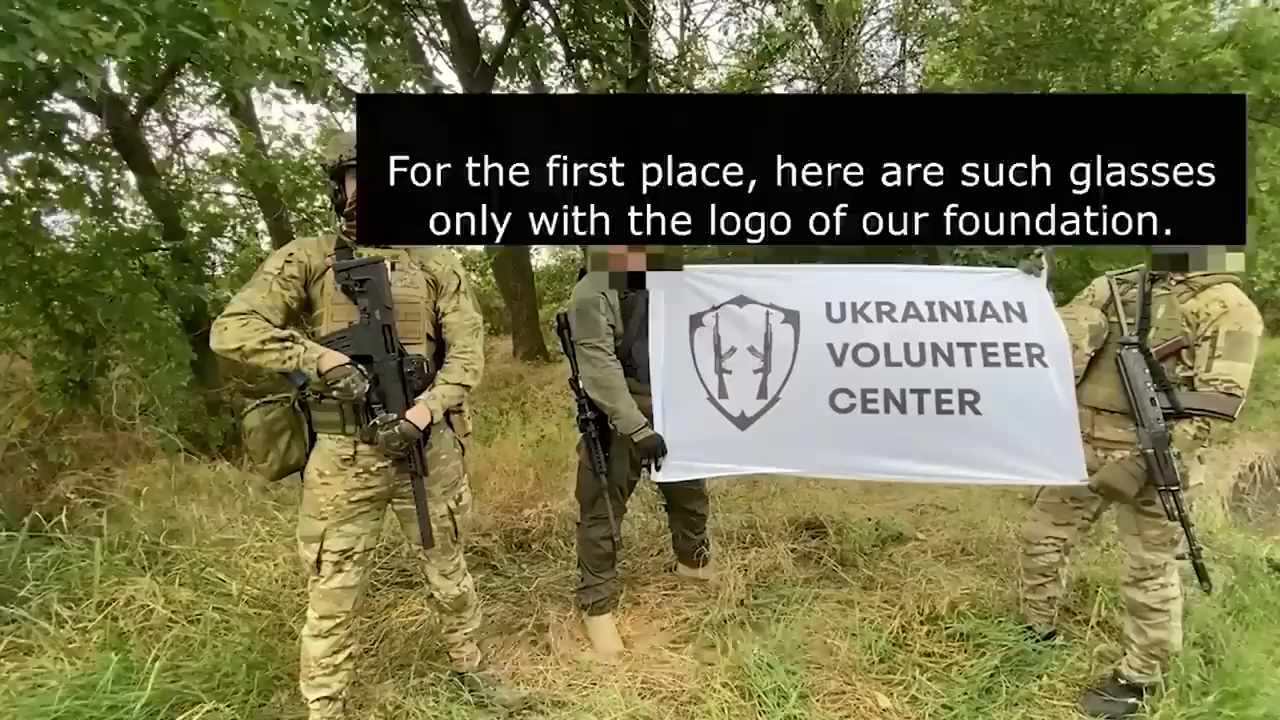 For the first place, here are such glasses
only with the logo of our foundation.
UKRAINIAN
VOLUNTEER
CENTER